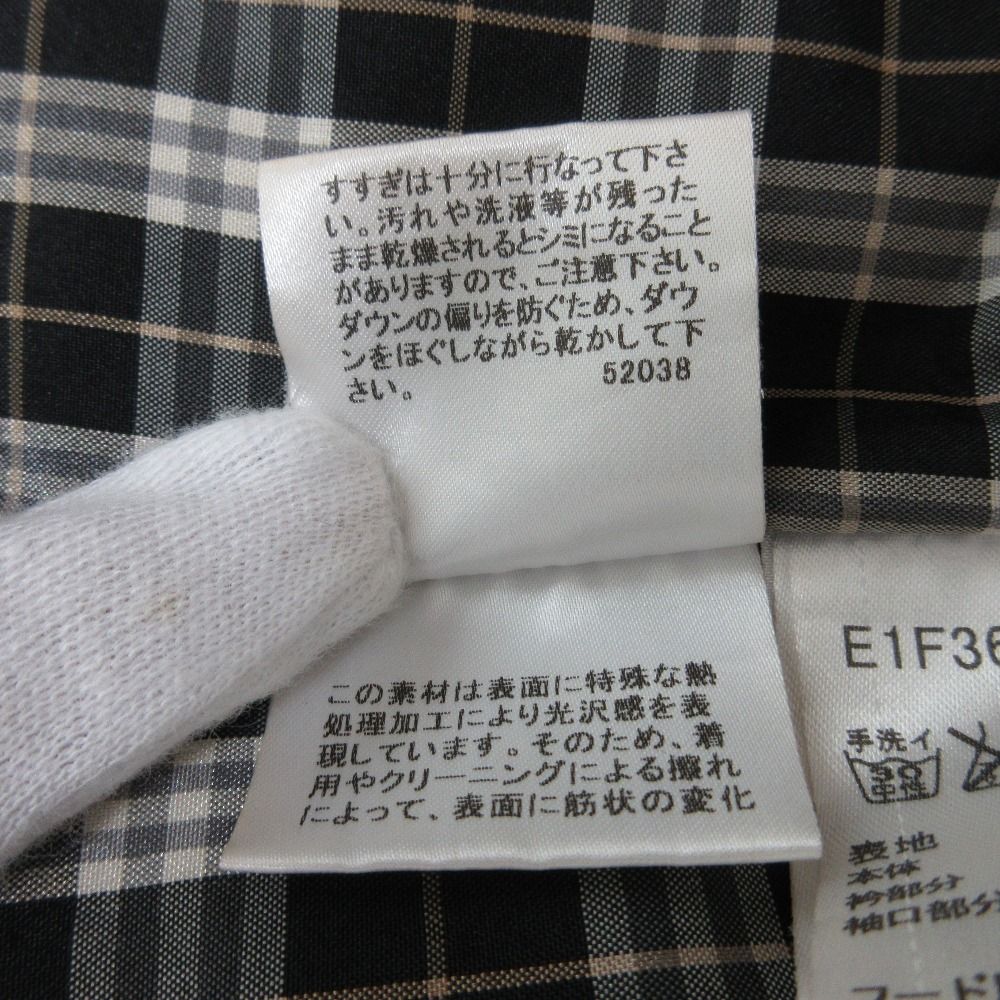 すすぎは十分に行なって下さ
い。汚れや洗液等が残った
まま乾燥されるとシミになること
がありますので、ご注意下さい。
ダウンの偏りを防ぐため、ダウ
ンをほぐしながら乾かして下
さい。 52038
この素材は表面に特殊な熱
処理加工により光沢感を表
現しています。そのため、着
用やクリーニングによる擦れ
によって、表面に筋状の変化
E1F36
手洗イ
30
中性
表地
本体
衿部分
袖口部分
フード